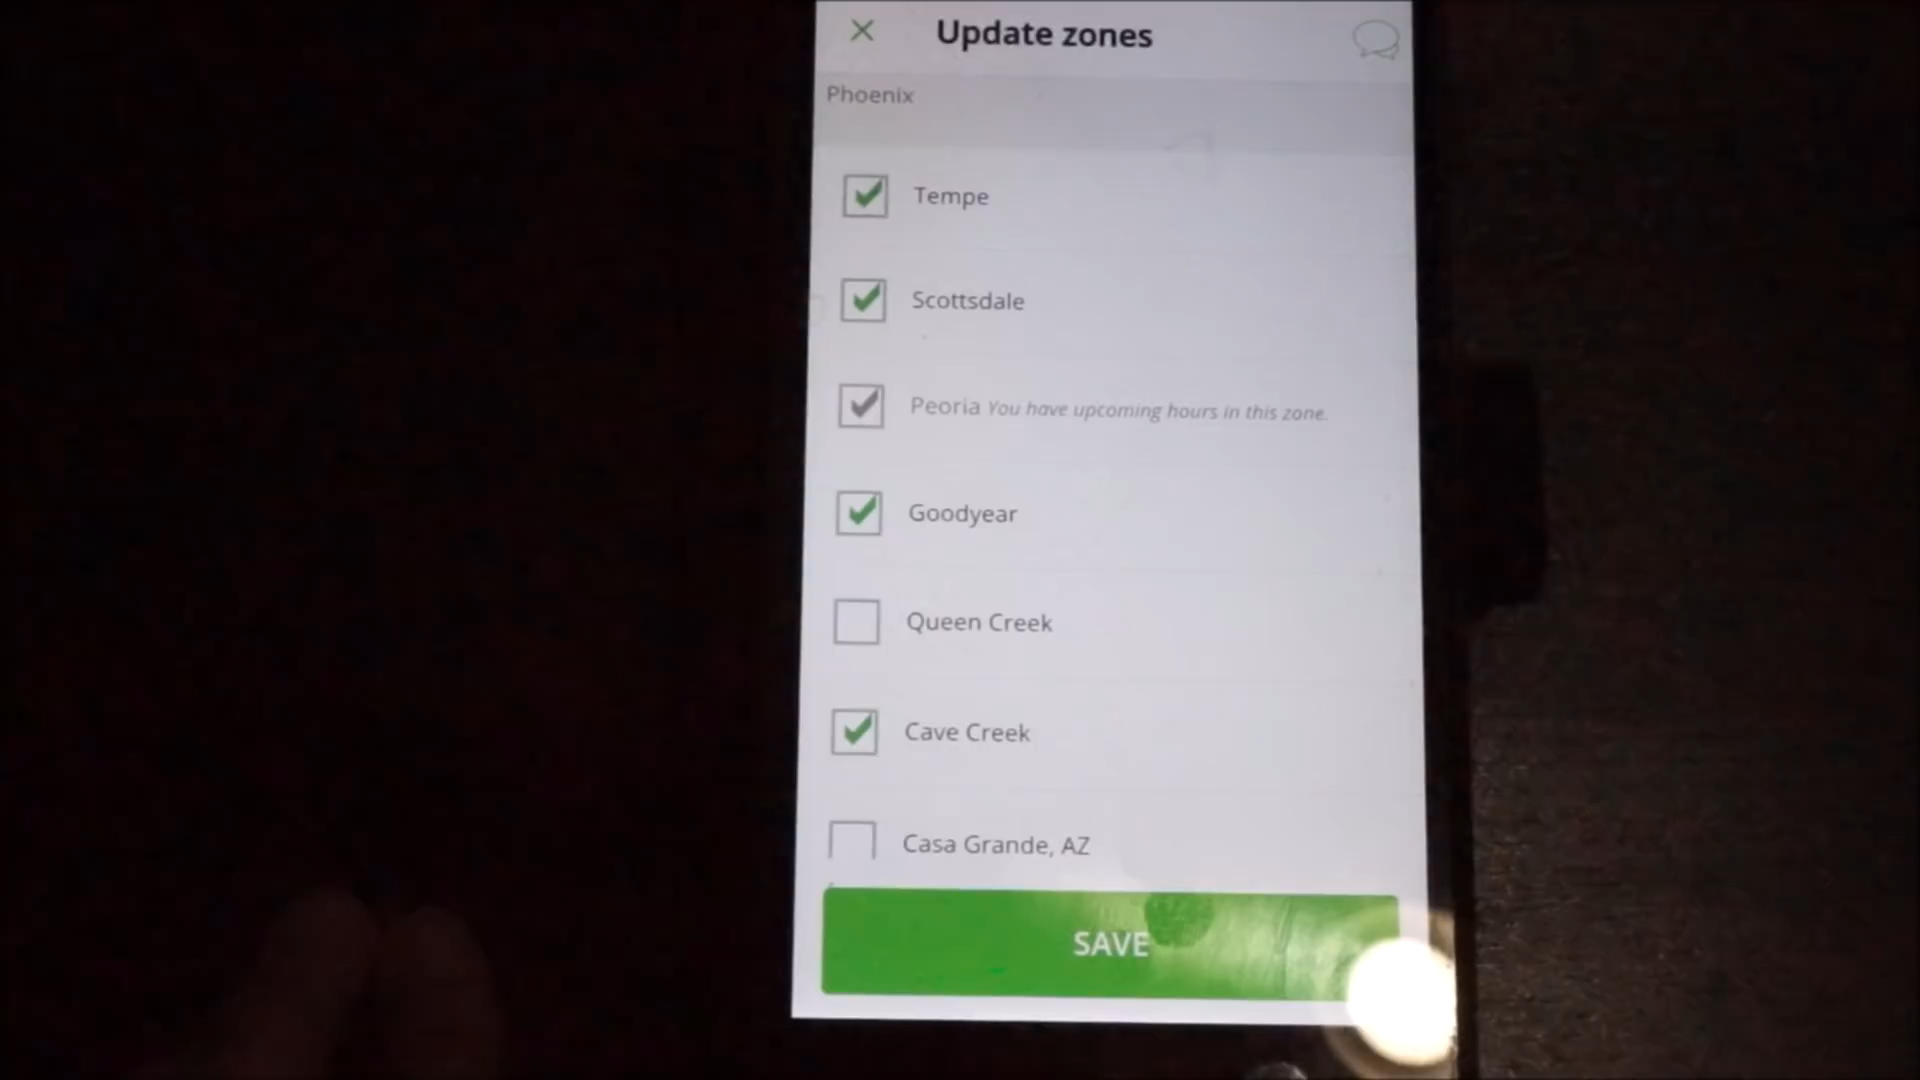 Update zones
Phoenix
Tempe
Scottsdale
Peoria You have upcoming hours in this zone.
Goodyear
Queen Creek
Cave Creek
Casa Grande, AZ
SAVE